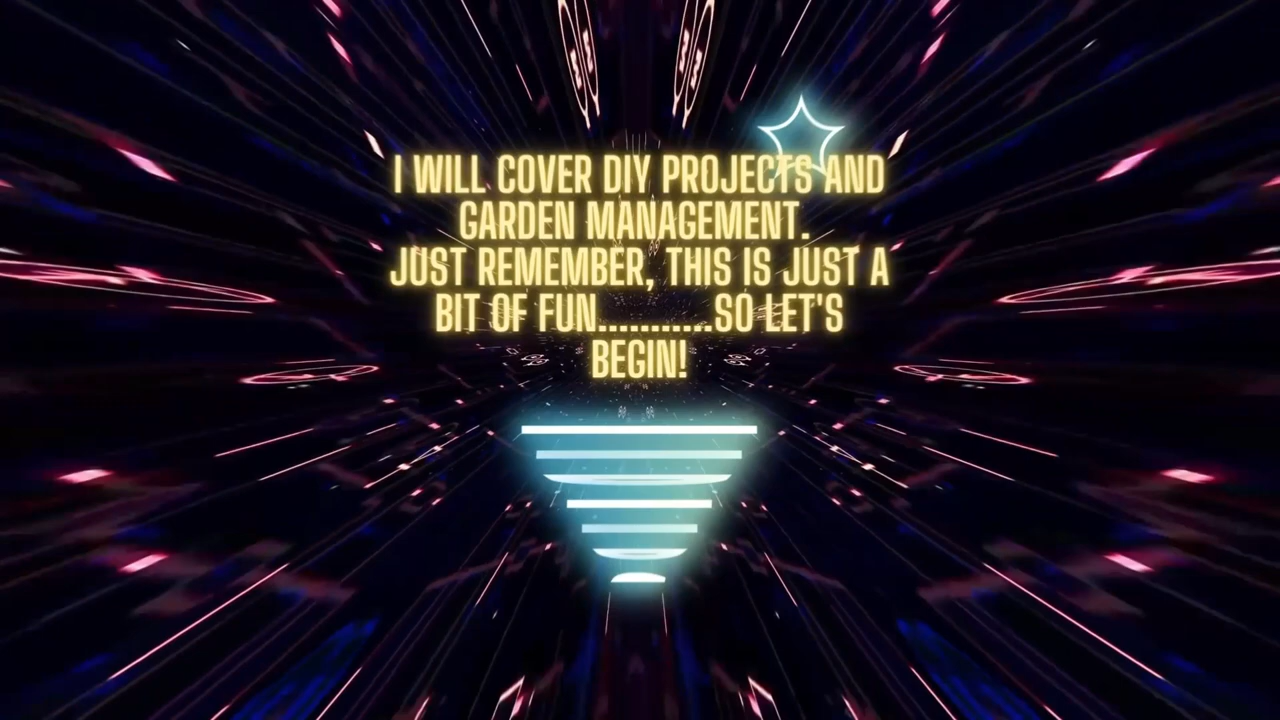 I WILL COVER DIY PROJECTS AND
GARDEN MANAGEMENT.
JUST REMEMBER, THIS IS JUST A
BIT OF FUN...........SO LET'S
BEGIN!